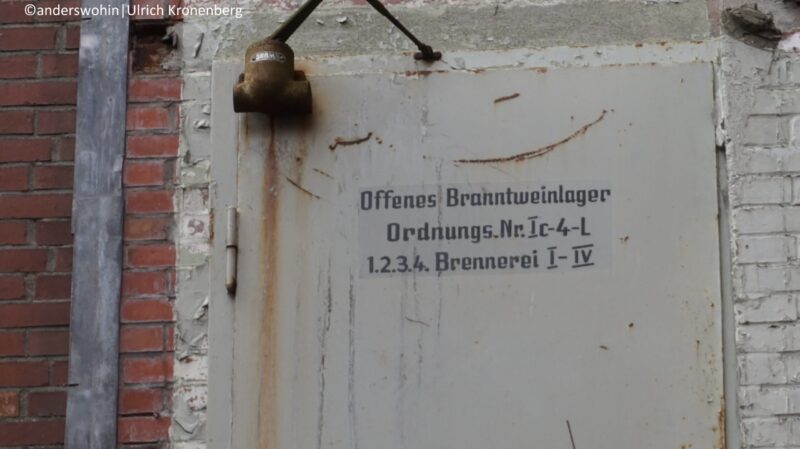 ©anderswohin|Ulrich Kronenberg
Offenes Branntweinlager
Ordnungs.Nr. Ic-4-L
1.2.3.4. Brennerei I-IV